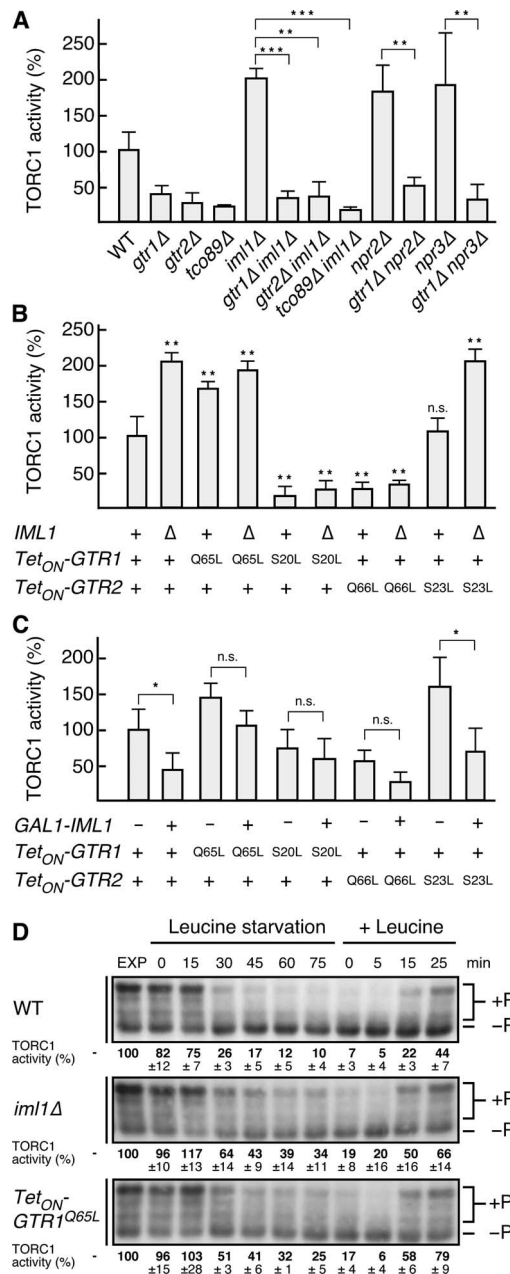 A
TORC1 activity (%)
250
200
150
100
50
***
**
***
**
**
WT
gtr1Δ
gtr2Δ
tco89Δ
iml1Δ
gtr1Δ iml1Δ
gtr2Δ iml1Δ
tco89Δ iml1Δ
npr2Δ
gtr1Δ npr2Δ
npr3Δ
gtr1Δ npr3Δ
B
TORC1 activity (%)
250
200
150
100
50
** ** ** ** ** ** ** n.s. **
IML1 + Δ + Δ + Δ + Δ + Δ
TetON-GTR1 + + Q65L Q65L S20L S20L + + + +
TetON-GTR2 + + + + + + Q66L Q66L S23L S23L
C
TORC1 activity (%)
200
150
100
50
* n.s. n.s. n.s. *
GAL1-IML1 – + – + – + – + – +
TetON-GTR1 + + Q65L Q65L S20L S20L + + + +
TetON-GTR2 + + + + + + Q66L Q66L S23L S23L
D
Leucine starvation + Leucine
EXP 0 15 30 45 60 75 0 5 15 25 min
WT
+P
–P
TORC1 activity (%) - 100 82 75 26 17 12 10 7 5 22 44
±12 ± 7 ± 3 ± 5 ± 5 ± 4 ± 3 ± 4 ± 3 ± 7
iml1Δ
+P
–P
TORC1 activity (%) - 100 96 117 64 43 39 34 19 20 50 66
±10 ±13 ±14 ± 9 ±14 ±11 ± 8 ±16 ±16 ±14
TetON-
GTR1Q65L
+P
–P
TORC1 activity (%) - 100 96 103 51 41 32 25 17 6 58 79
±15 ±28 ± 3 ± 6 ± 1 ± 5 ± 4 ± 4 ± 6 ± 9